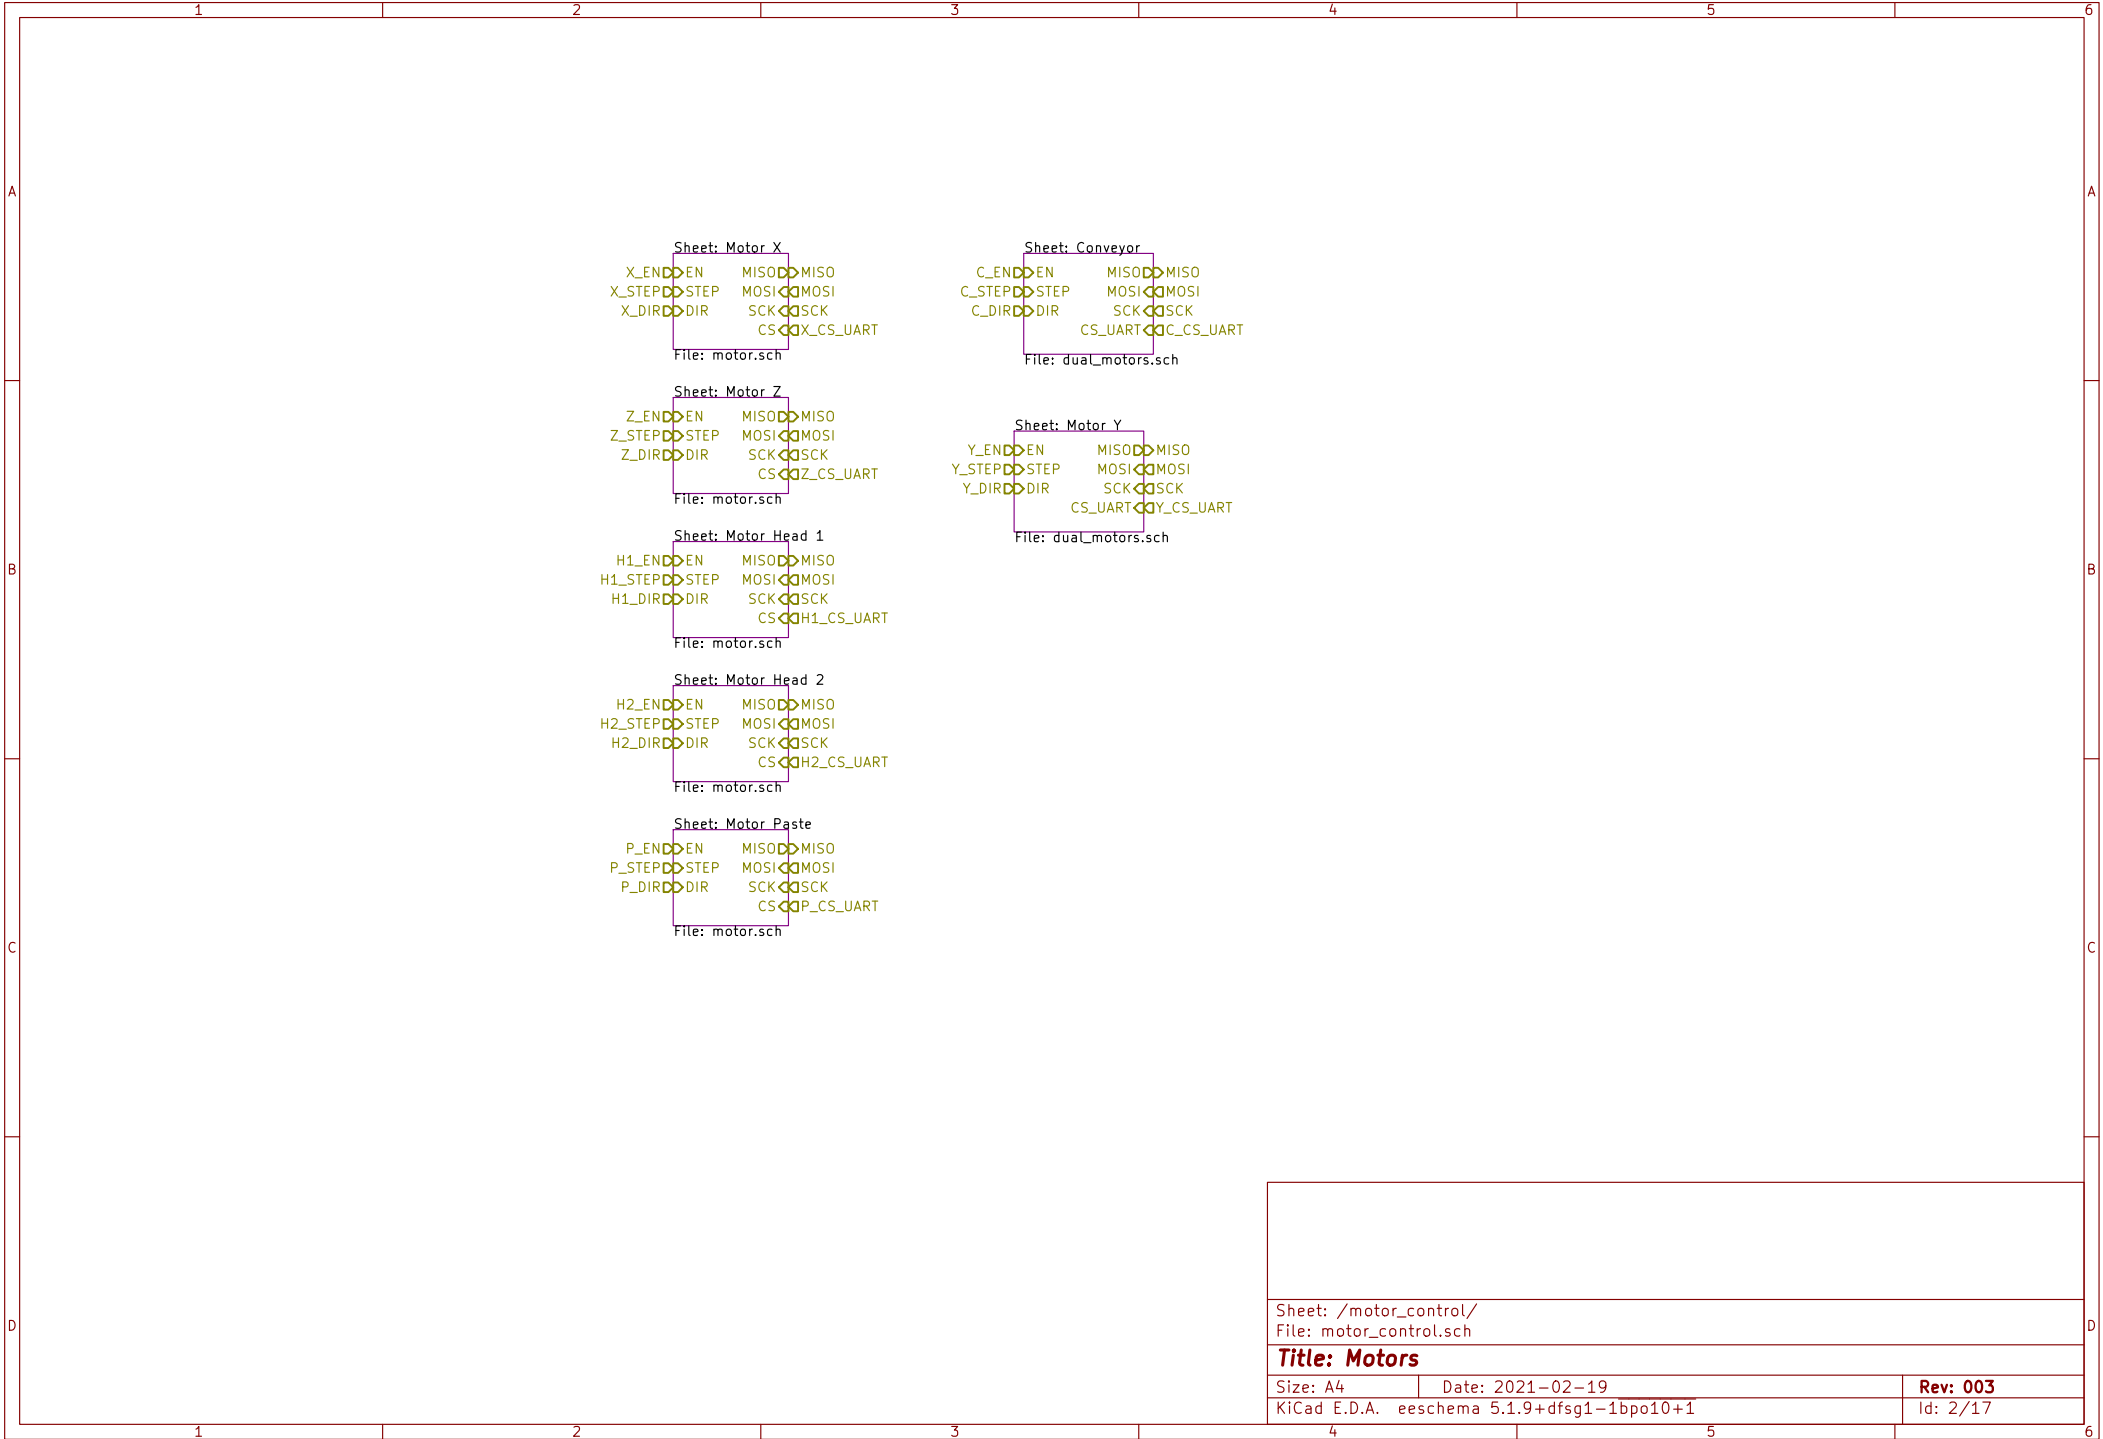 1 2 3 4 5 6
A A
Sheet: Motor X
X_EN EN MISO MISO
X_STEP STEP MOSI MOSI
X_DIR DIR SCK SCK
CS X_CS_UART
File: motor.sch
Sheet: Conveyor
C_EN EN MISO MISO
C_STEP STEP MOSI MOSI
C_DIR DIR SCK SCK
CS_UART C_CS_UART
File: dual_motors.sch
Sheet: Motor Z
Z_EN EN MISO MISO
Z_STEP STEP MOSI MOSI
Z_DIR DIR SCK SCK
CS Z_CS_UART
File: motor.sch
Sheet: Motor Y
Y_EN EN MISO MISO
Y_STEP STEP MOSI MOSI
Y_DIR DIR SCK SCK
CS_UART Y_CS_UART
File: dual_motors.sch
B B
Sheet: Motor Head 1
H1_EN EN MISO MISO
H1_STEP STEP MOSI MOSI
H1_DIR DIR SCK SCK
CS H1_CS_UART
File: motor.sch
Sheet: Motor Head 2
H2_EN EN MISO MISO
H2_STEP STEP MOSI MOSI
H2_DIR DIR SCK SCK
CS H2_CS_UART
File: motor.sch
Sheet: Motor Paste
P_EN EN MISO MISO
P_STEP STEP MOSI MOSI
P_DIR DIR SCK SCK
CS P_CS_UART
File: motor.sch
C C
D D
Sheet: /motor_control/
File: motor_control.sch
Title: Motors
Size: A4 Date: 2021-02-19 Rev: 003
KiCad E.D.A. eeschema 5.1.9+dfsg1-1bpo10+1 Id: 2/17
1 2 3 4 5 6